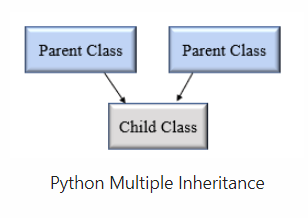 Parent Class
Parent Class
Child Class
Python Multiple Inheritance